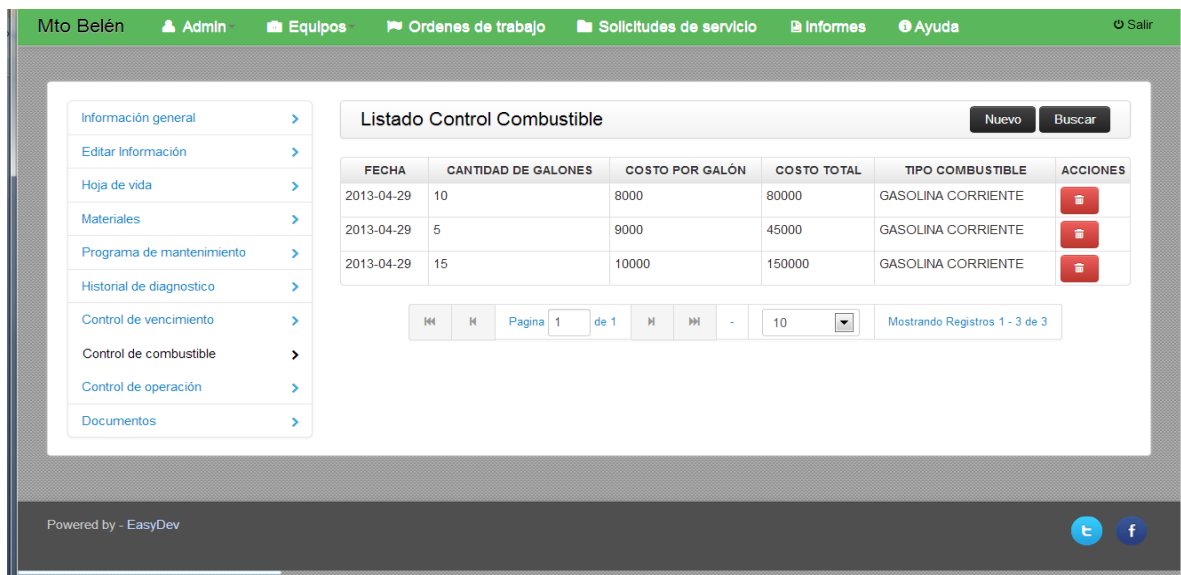 Mto Belén Admin Equipos Ordenes de trabajo Solicitudes de servicio Informes Ayuda Salir
Información general
Editar Información
Hoja de vida
Materiales
Programa de mantenimiento
Historial de diagnostico
Control de vencimiento
Control de combustible
Control de operación
Documentos
Listado Control Combustible Nuevo Buscar
FECHA CANTIDAD DE GALONES COSTO POR GALÓN COSTO TOTAL TIPO COMBUSTIBLE ACCIONES
2013-04-29 10 8000 80000 GASOLINA CORRIENTE
2013-04-29 5 9000 45000 GASOLINA CORRIENTE
2013-04-29 15 10000 150000 GASOLINA CORRIENTE
Pagina 1 de 1 - 10 Mostrando Registros 1 - 3 de 3
Powered by - EasyDev